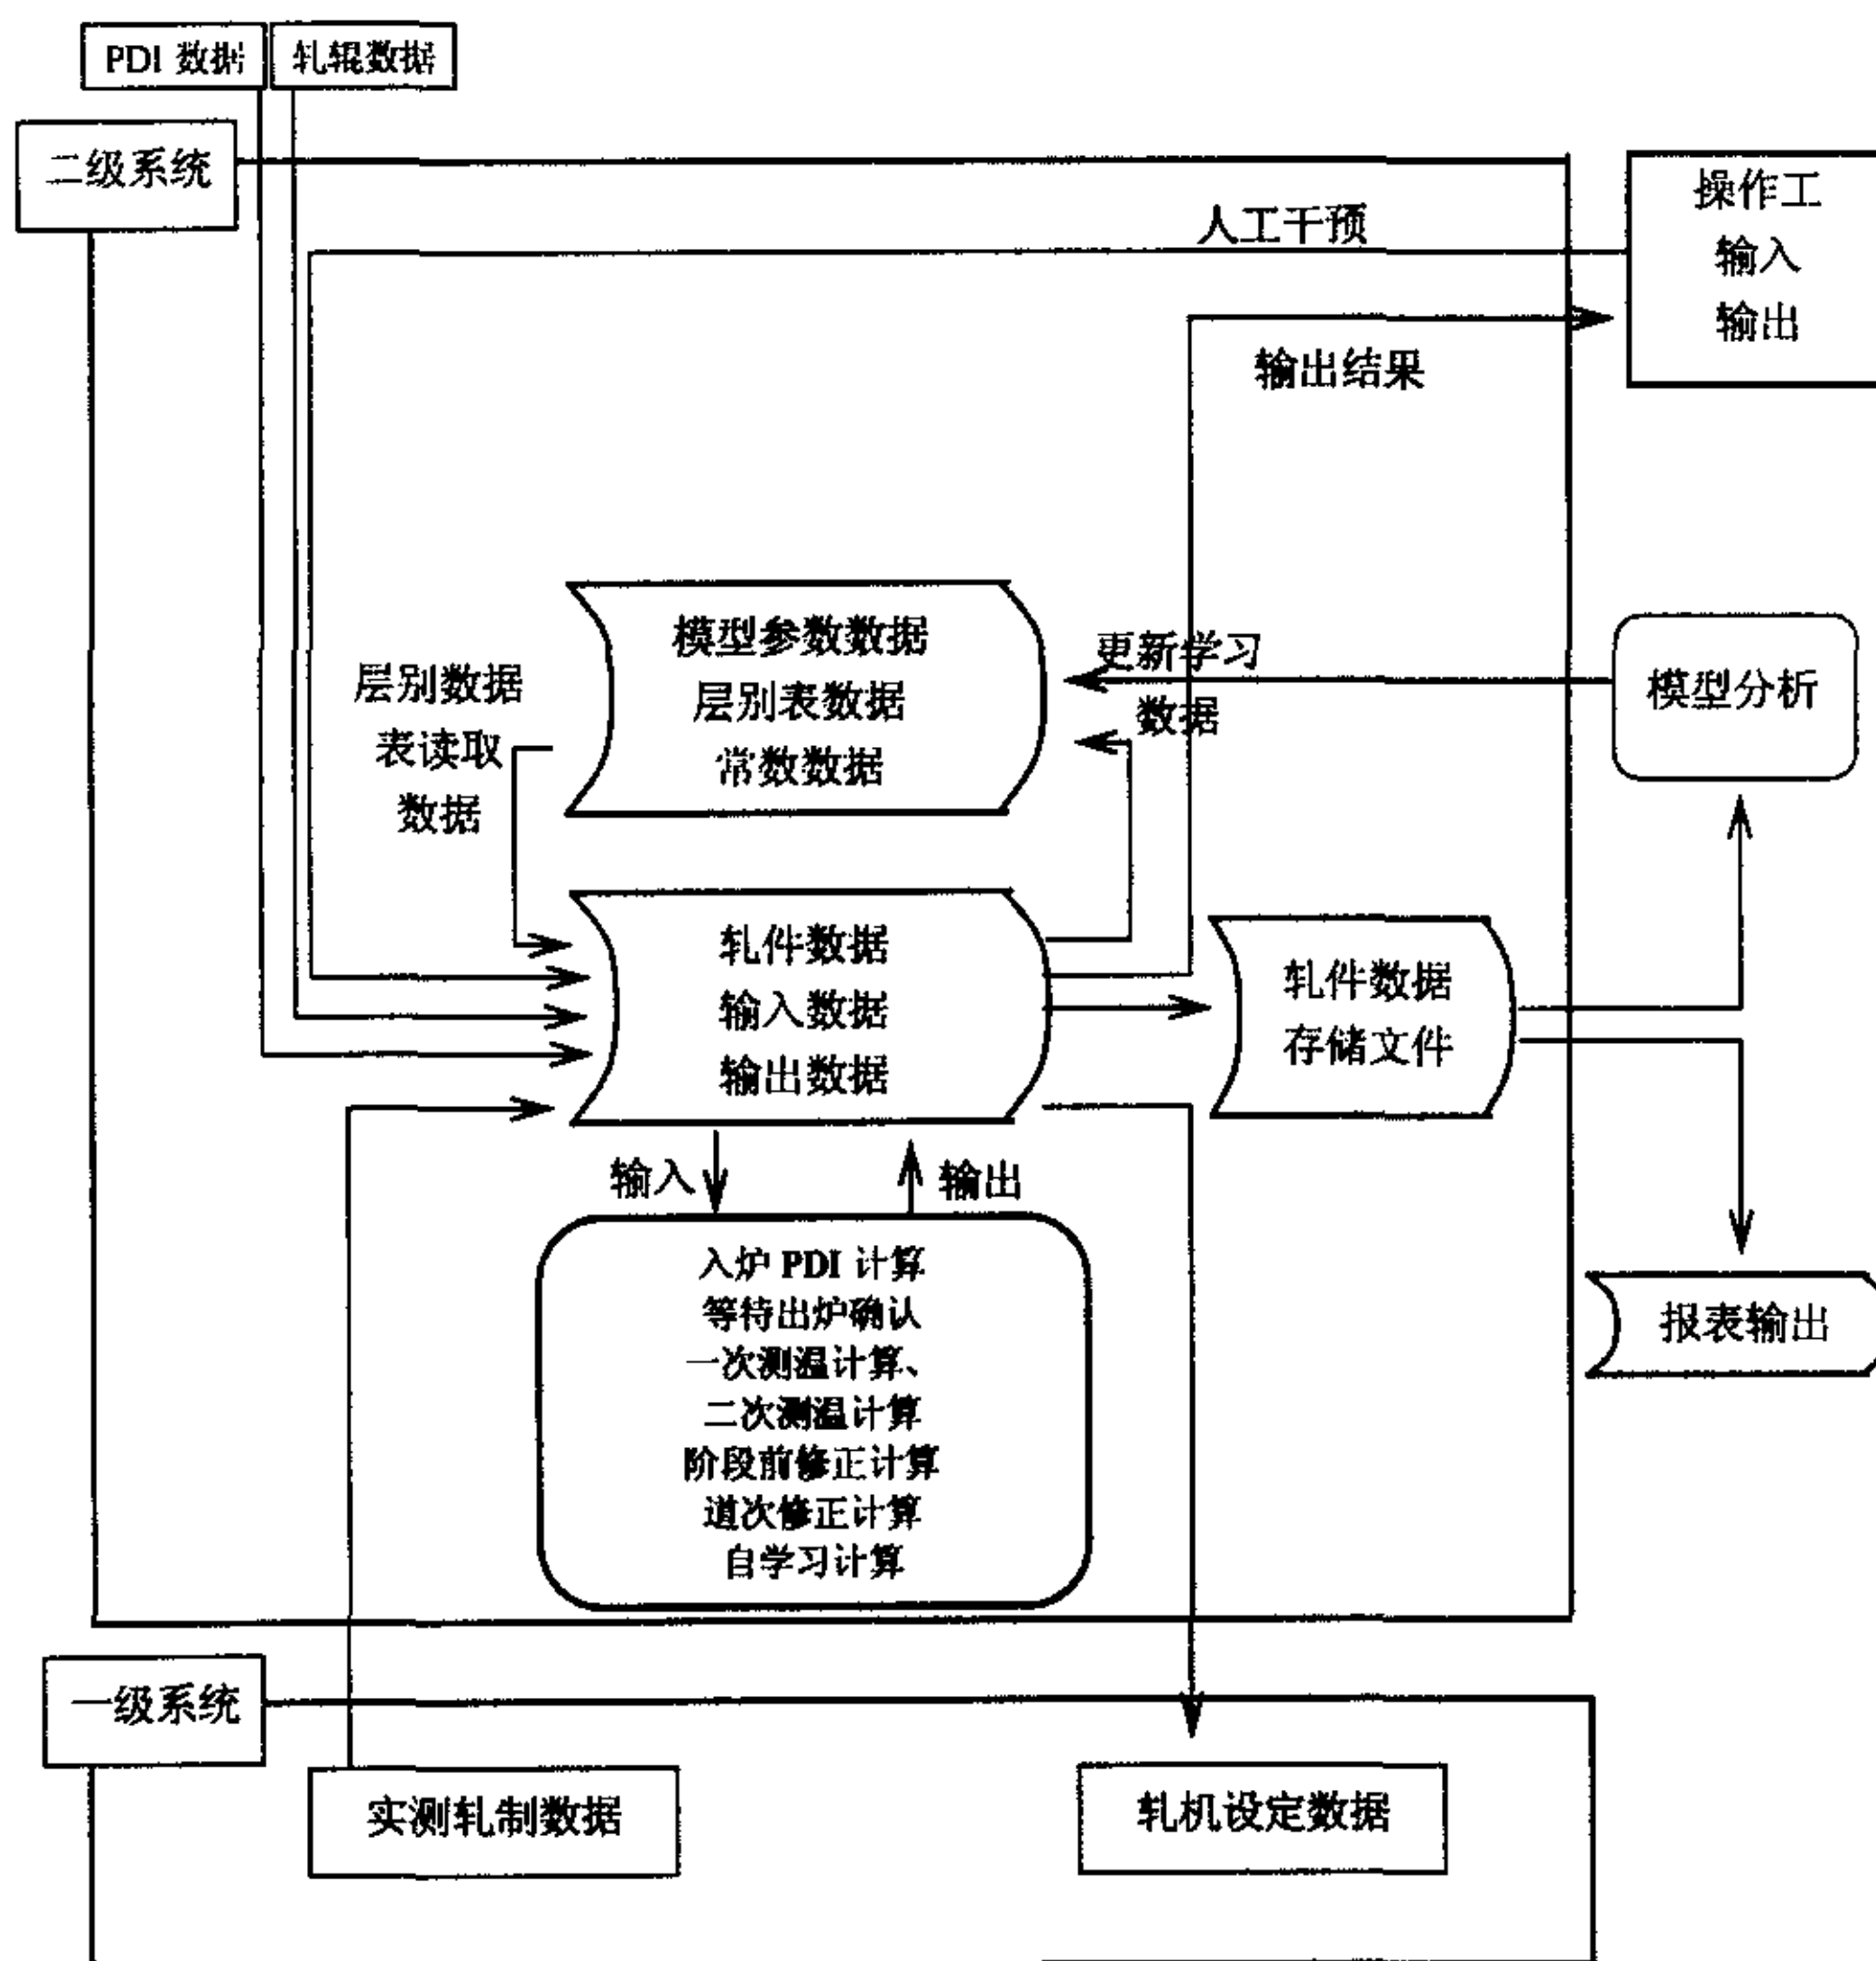 PDI 数据
轧辊数据
二级系统
操作工
输入
输出
人工干预
输出结果
模型参数数据
层别表数据
常数数据
更新学习
数据
层别数据
表读取
数据
模型分析
轧件数据
输入数据
输出数据
轧件数据
存储文件
输入
输出
入炉 PDI 计算
等待出炉确认
一次测温计算、
二次测温计算
阶段前修正计算
道次修正计算
自学习计算
报表输出
一级系统
实测轧制数据
轧机设定数据